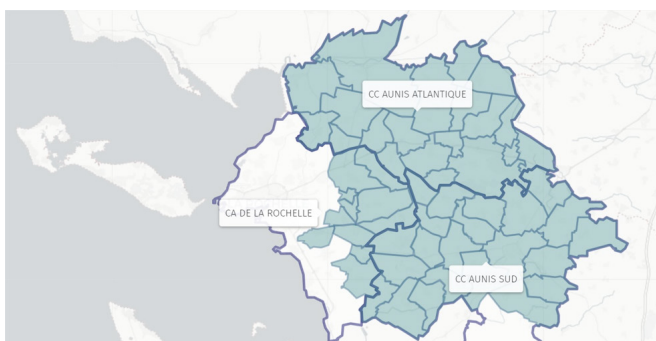 CC AUNIS ATLANTIQUE
CA DE LA ROCHELLE
CC AUNIS SUD